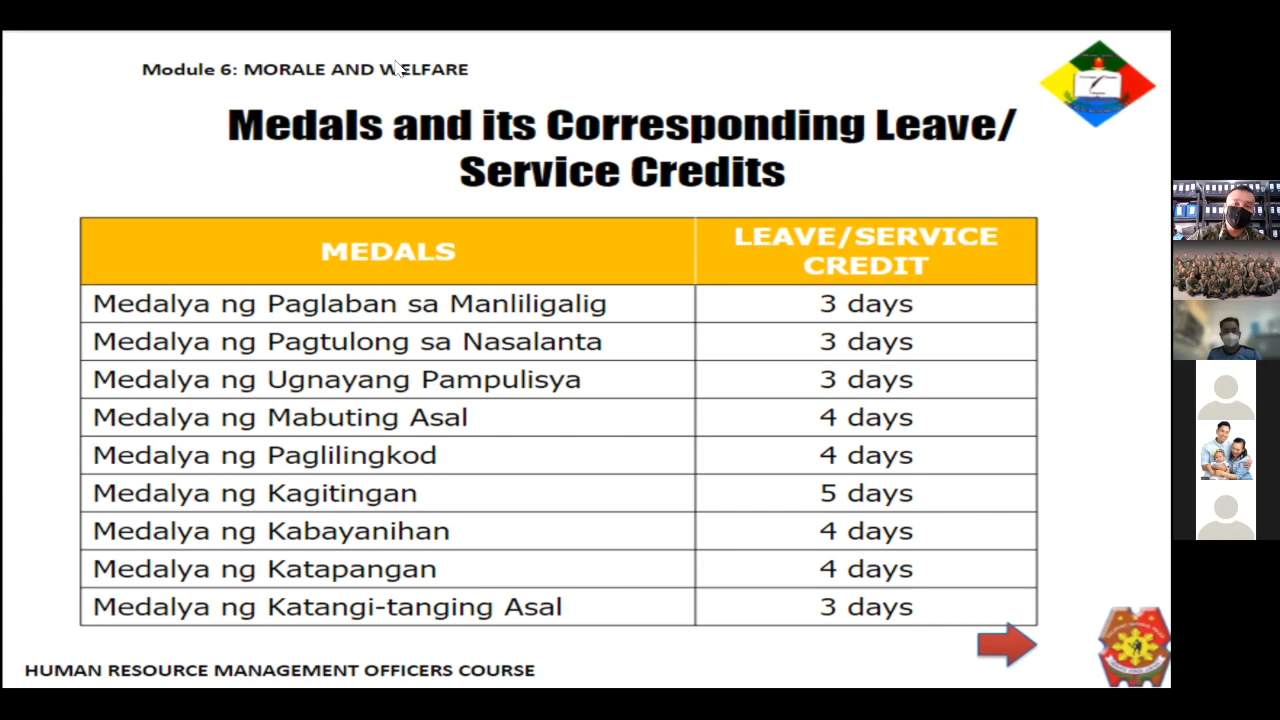 Module 6: MORALE AND WELFARE
Medals and its Corresponding Leave/
Service Credits
MEDALS
LEAVE/SERVICE
CREDIT
Medalya ng Paglaban sa Manliligalig
3 days
Medalya ng Pagtulong sa Nasalanta
3 days
Medalya ng Ugnayang Pampulisya
3 days
Medalya ng Mabuting Asal
4 days
Medalya ng Paglilingkod
4 days
Medalya ng Kagitingan
5 days
Medalya ng Kabayanihan
4 days
Medalya ng Katapangan
4 days
Medalya ng Katangi-tanging Asal
3 days
HUMAN RESOURCE MANAGEMENT OFFICERS COURSE